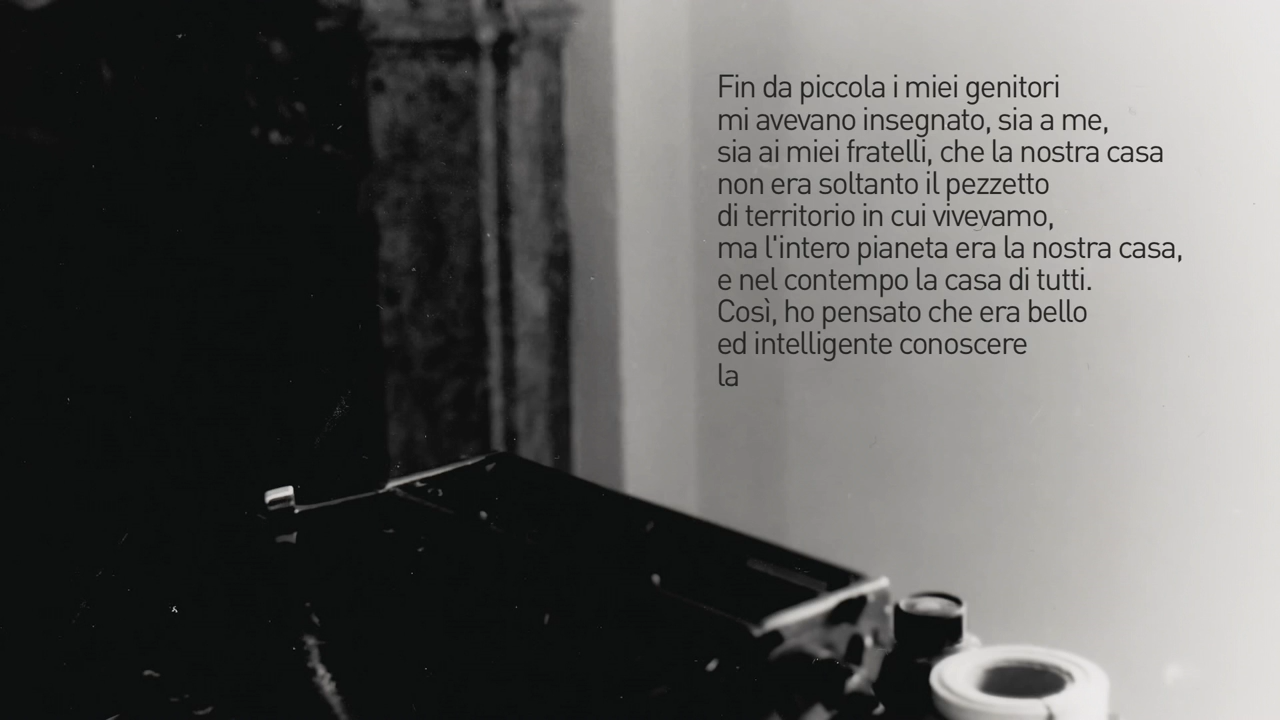 Fin da piccola i miei genitori
mi avevano insegnato, sia a me,
sia ai miei fratelli, che la nostra casa
non era soltanto il pezzetto
di territorio in cui vivevamo,
ma l'intero pianeta era la nostra casa,
e nel contempo la casa di tutti.
Così, ho pensato che era bello
ed intelligente conoscere
la